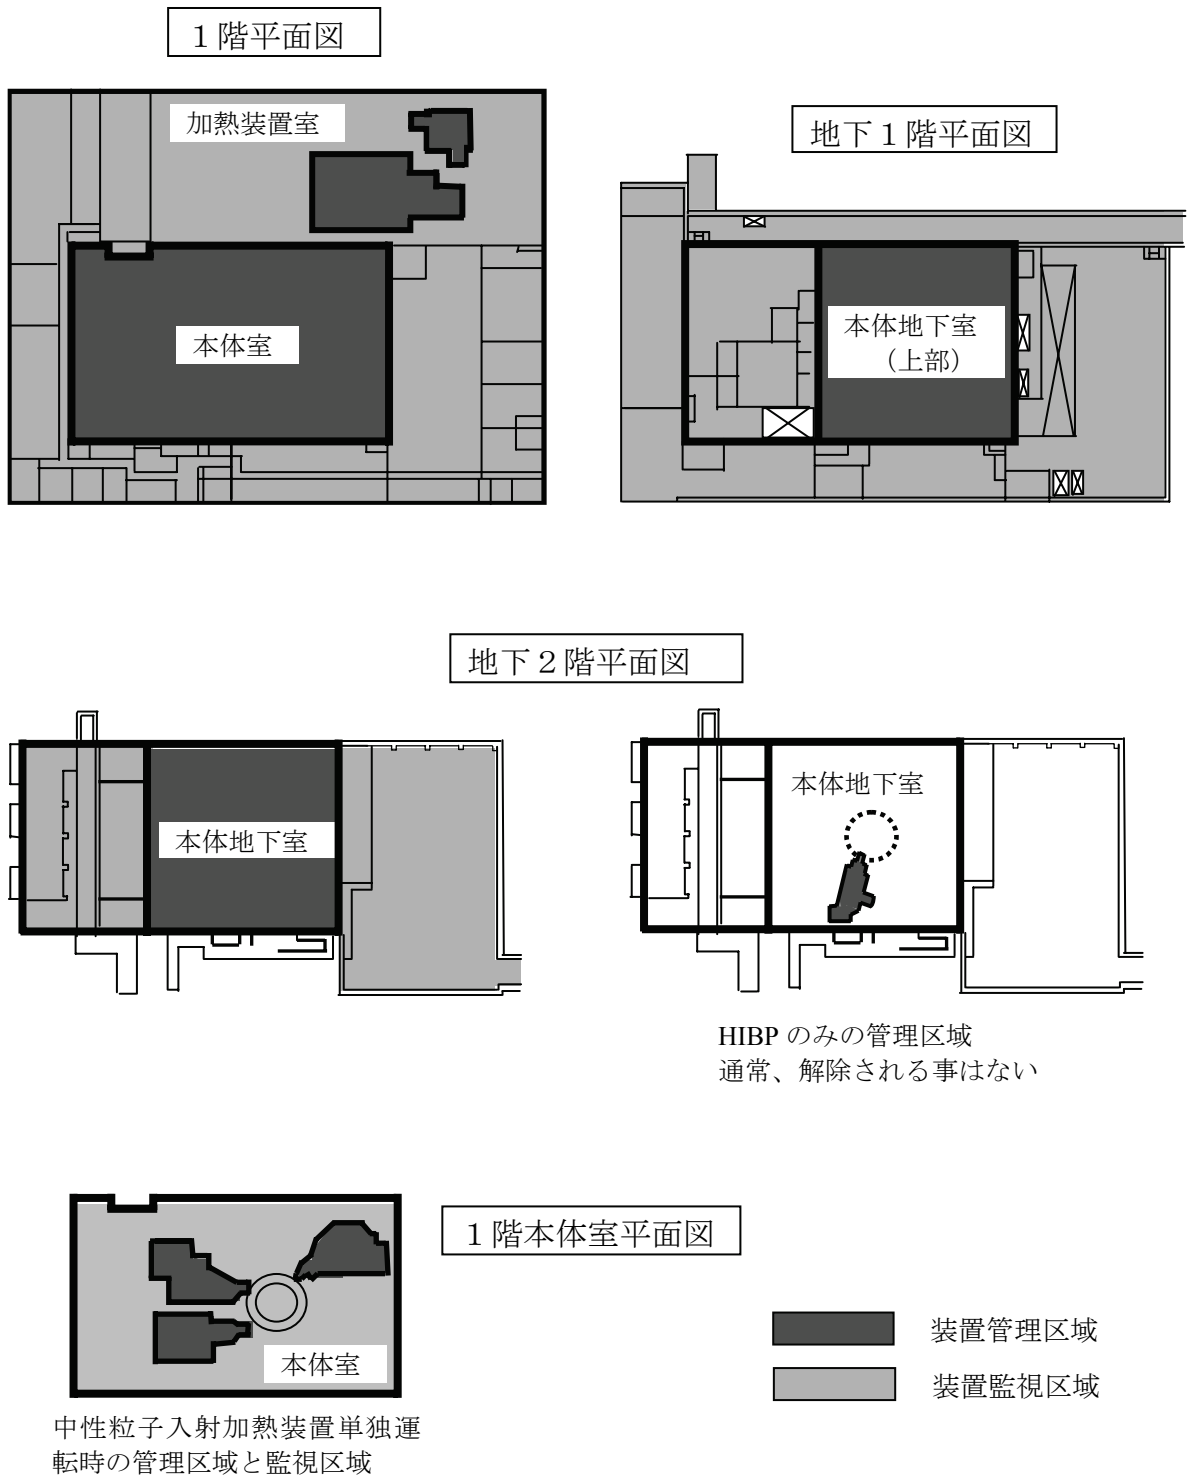 １階平面図
加熱装置室
本体室
地下１階平面図
本体地下室
（上部）
地下２階平面図
本体地下室
本体地下室
HIBP のみの管理区域
通常、解除される事はない
１階本体室平面図
本体室
中性粒子入射加熱装置単独運
転時の管理区域と監視区域
装置管理区域
装置監視区域